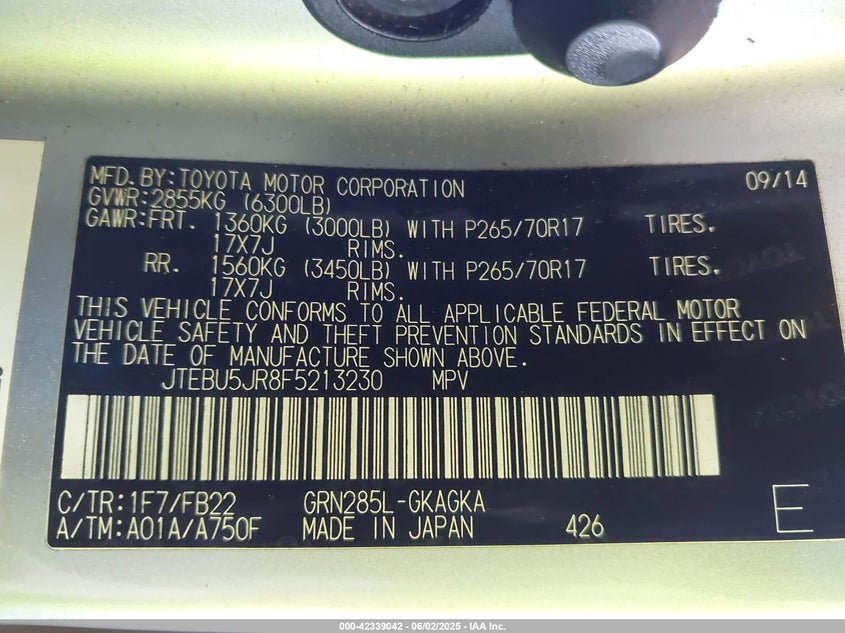 MFD.BY:TOYOTA MOTOR CORPORATION 09/14
GVWR:2855KG (6300LB)
GAWR:FRT. 1360KG (3000LB) WITH P265/70R17 TIRES.
17X7J RIMS.
RR. 1560KG (3450LB) WITH P265/70R17 TIRES.
17X7J RIMS.
THIS VEHICLE CONFORMS TO ALL APPLICABLE FEDERAL MOTOR
VEHICLE SAFETY AND THEFT PREVENTION STANDARDS IN EFFECT ON
THE DATE OF MANUFACTURE SHOWN ABOVE.
JTEBU5JR8F5213230 MPV
C/TR:1F7/FB22 GRN285L-GKAGKA
A/TM:A01A/A750F MADE IN JAPAN 426 E
000-42339042 - 06/02/2025 - IAA Inc.